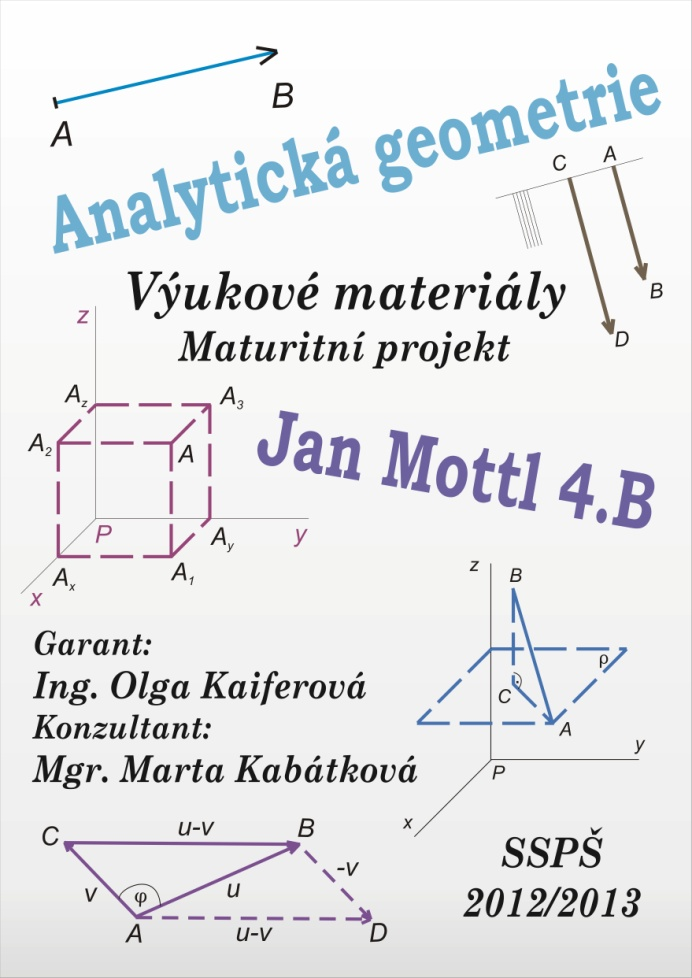 A
B
Analytická geometrie
C
A
B
D
Výukové materiály
Maturitní projekt
z
A_z
A_3
A_2
A
P
y
A_y
A_x
A_1
x
Jan Mottl 4.B
z
B
ρ
C
A
y
P
x
Garant:
Ing. Olga Kaiferová
Konzultant:
Mgr. Marta Kabátková
C
u-v
B
v
φ
u
-v
A
u-v
D
SSPŠ
2012/2013